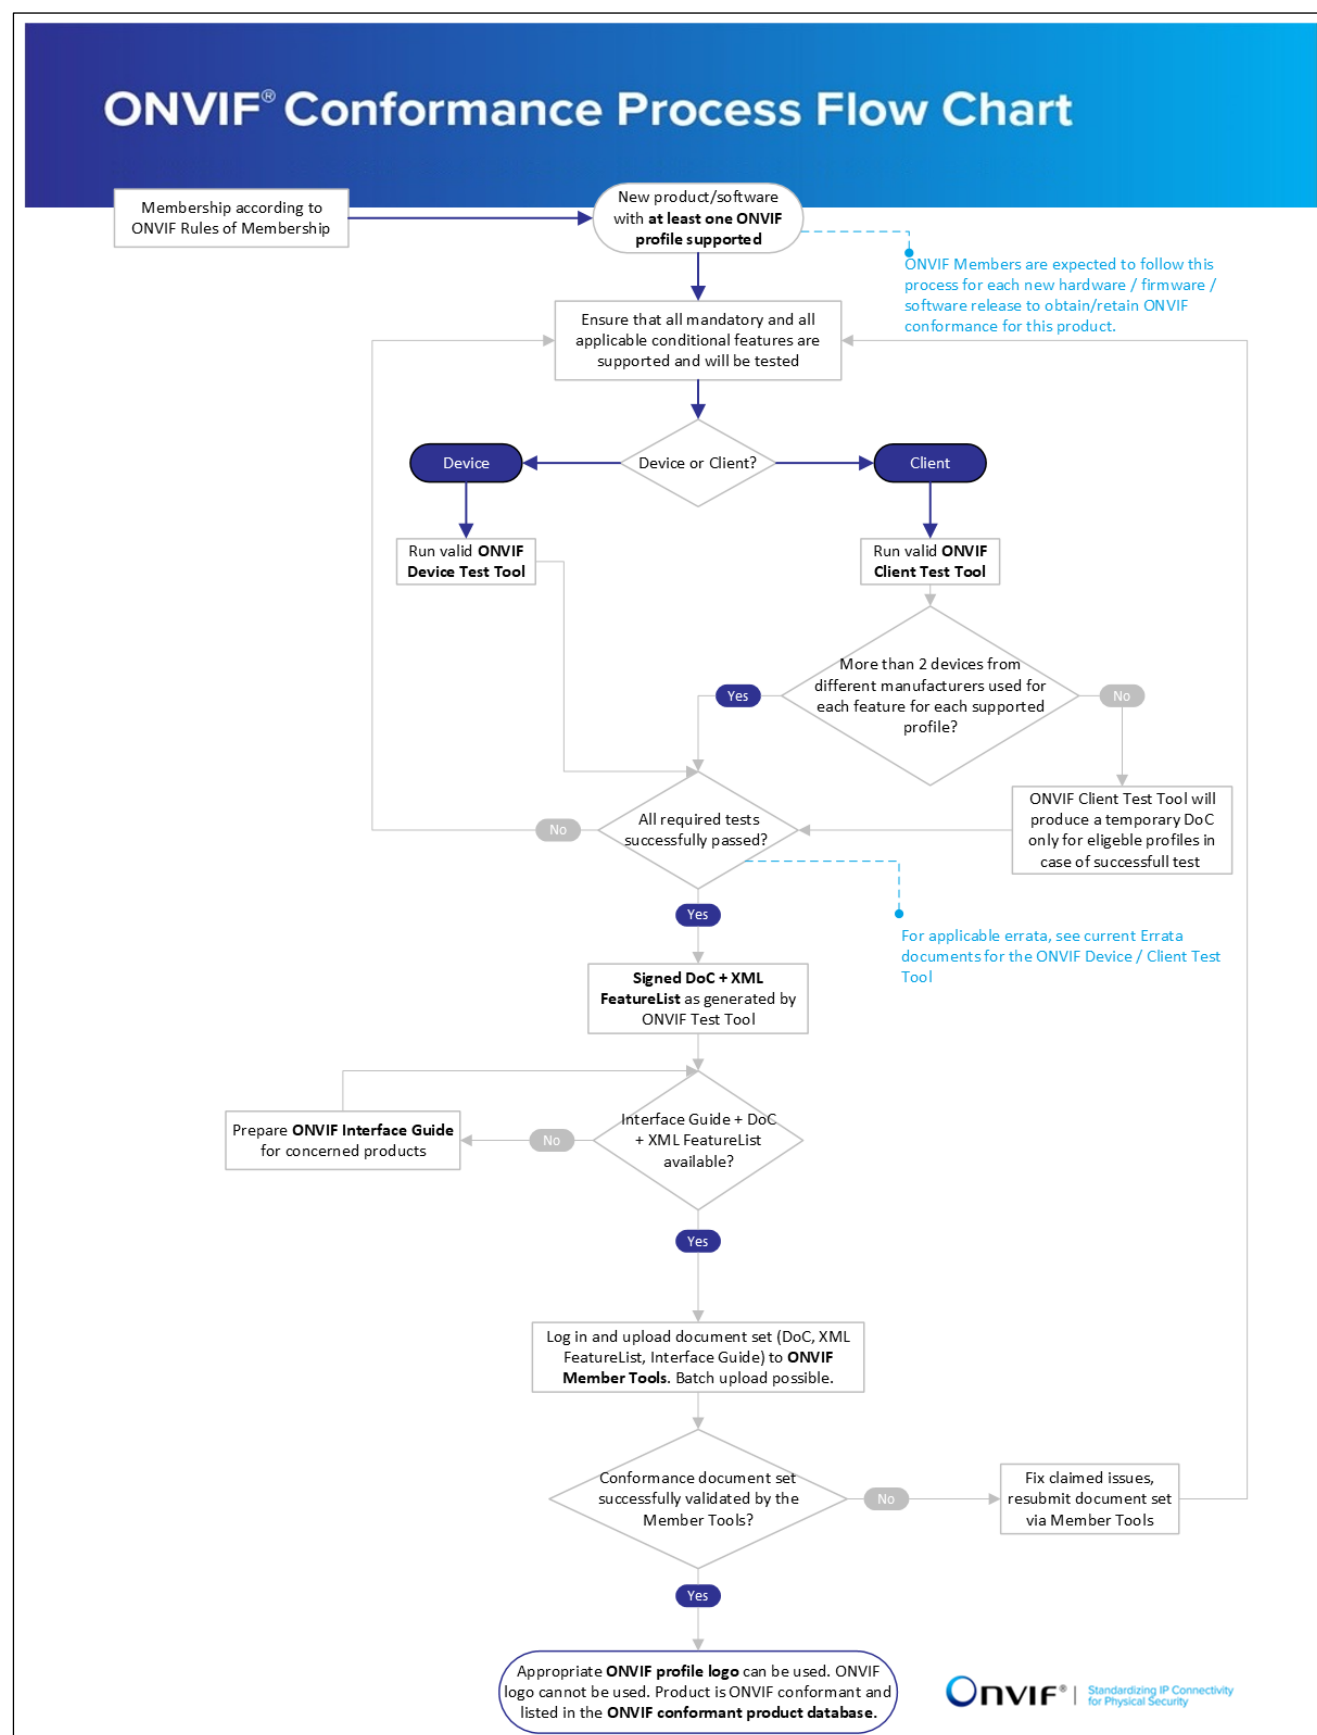 ONVIF® Conformance Process Flow Chart
Membership according to
ONVIF Rules of Membership
New product/software
with at least one ONVIF
profile supported
ONVIF Members are expected to follow this
process for each new hardware / firmware /
software release to obtain/retain ONVIF
conformance for this product.
Ensure that all mandatory and all
applicable conditional features are
supported and will be tested
Device
Device or Client?
Client
Run valid ONVIF
Device Test Tool
Run valid ONVIF
Client Test Tool
More than 2 devices from
different manufacturers used for
each feature for each supported
profile?
Yes
No
ONVIF Client Test Tool will
produce a temporary DoC
only for eligeble profiles in
case of successfull test
All required tests
successfully passed?
No
Yes
For applicable errata, see current Errata
documents for the ONVIF Device / Client Test
Tool
Signed DoC + XML
FeatureList as generated by
ONVIF Test Tool
Prepare ONVIF Interface Guide
for concerned products
No
Interface Guide + DoC
+ XML FeatureList
available?
Yes
Log in and upload document set (DoC, XML
FeatureList, Interface Guide) to ONVIF
Member Tools. Batch upload possible.
Conformance document set
successfully validated by the
Member Tools?
No
Fix claimed issues,
resubmit document set
via Member Tools
Yes
Appropriate ONVIF profile logo can be used. ONVIF
logo cannot be used. Product is ONVIF conformant and
listed in the ONVIF conformant product database.
ONVIF® | Standardizing IP Connectivity
for Physical Security